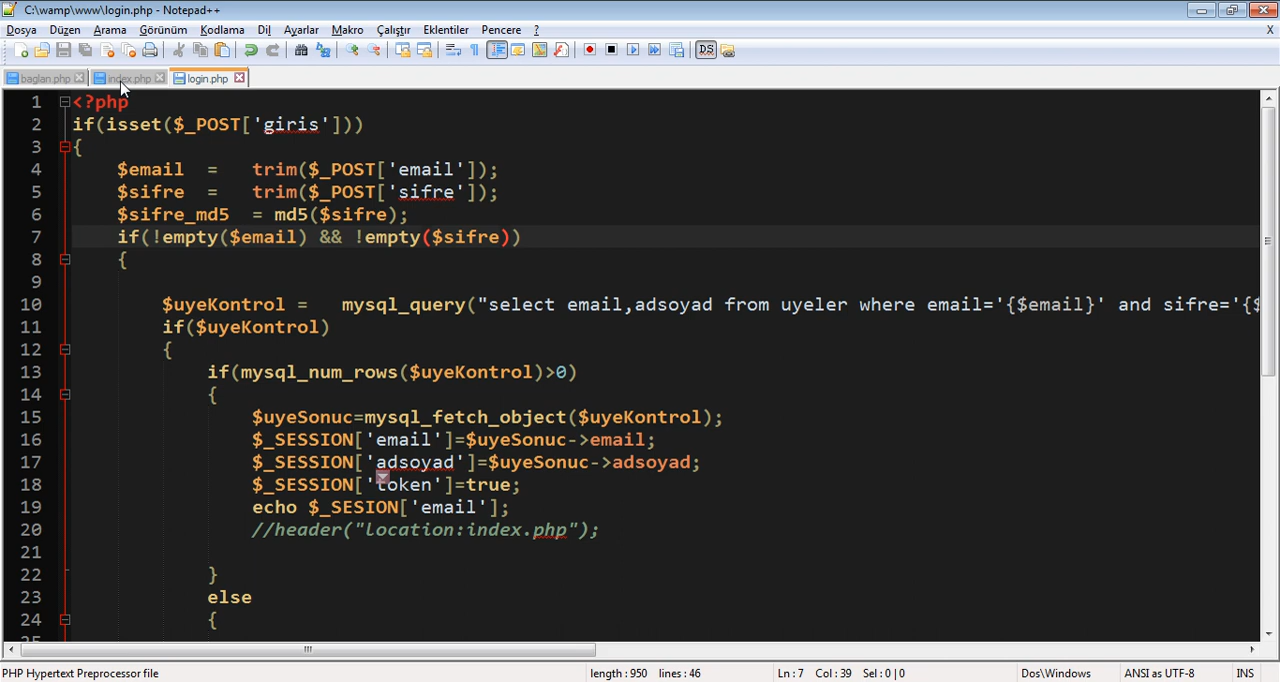 C:\wamp\www\login.php - Notepad++
Dosya Düzen Arama Görünüm Kodlama Dil Ayarlar Makro Çalıştır Eklentiler Pencere ? X
baglan.php index.php login.php
1 <?php
2 if(isset($_POST['giris']))
3 {
4 $email = trim($_POST['email']);
5 $sifre = trim($_POST['sifre']);
6 $sifre_md5 = md5($sifre);
7 if(!empty($email) && !empty($sifre))
8 {
9
10 $uyeKontrol = mysql_query("select email,adsoyad from uyeler where email='{$email}' and sifre='{$
11 if($uyeKontrol)
12 {
13 if(mysql_num_rows($uyeKontrol)>0)
14 {
15 $uyeSonuc=mysql_fetch_object($uyeKontrol);
16 $_SESSION['email']=$uyeSonuc->email;
17 $_SESSION['adsoyad']=$uyeSonuc->adsoyad;
18 $_SESSION['token']=true;
19 echo $_SESION['email'];
20 //header("location:index.php");
21
22 }
23 else
24 {
25
PHP Hypertext Preprocessor file length : 950 lines : 46 Ln : 7 Col : 39 Sel : 0 | 0 Dos\Windows ANSI as UTF-8 INS